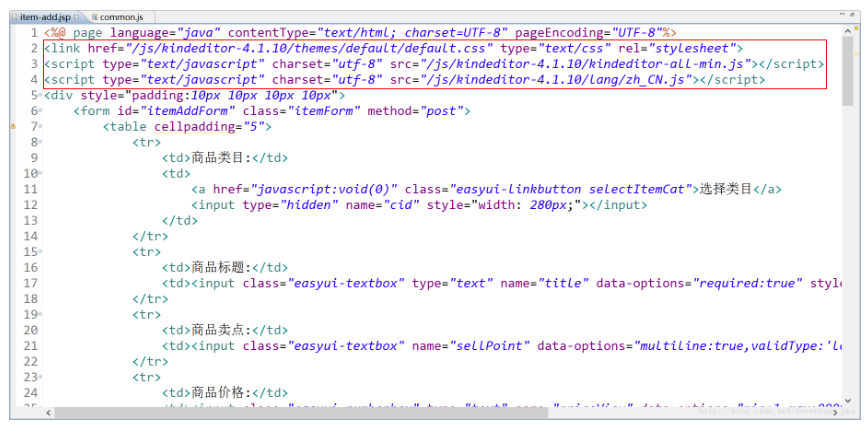 item-add.jsp common.js
1 <%@ page language="java" contentType="text/html; charset=UTF-8" pageEncoding="UTF-8"%>
2 <link href="/js/kindeditor-4.1.10/themes/default/default.css" type="text/css" rel="stylesheet">
3 <script type="text/javascript" charset="utf-8" src="/js/kindeditor-4.1.10/kindeditor-all-min.js"></script>
4 <script type="text/javascript" charset="utf-8" src="/js/kindeditor-4.1.10/lang/zh_CN.js"></script>
5 <div style="padding:10px 10px 10px 10px">
6 <form id="itemAddForm" class="itemForm" method="post">
7 <table cellpadding="5">
8 <tr>
9 <td>商品类目:</td>
10 <td>
11 <a href="javascript:void(0)" class="easyui-linkbutton selectItemCat">选择类目</a>
12 <input type="hidden" name="cid" style="width: 280px;"></input>
13 </td>
14 </tr>
15 <tr>
16 <td>商品标题:</td>
17 <td><input class="easyui-textbox" type="text" name="title" data-options="required:true" styl
18 </tr>
19 <tr>
20 <td>商品卖点:</td>
21 <td><input class="easyui-textbox" name="sellPoint" data-options="multiline:true,validType:'l
22 </tr>
23 <tr>
24 <td>商品价格:</td>